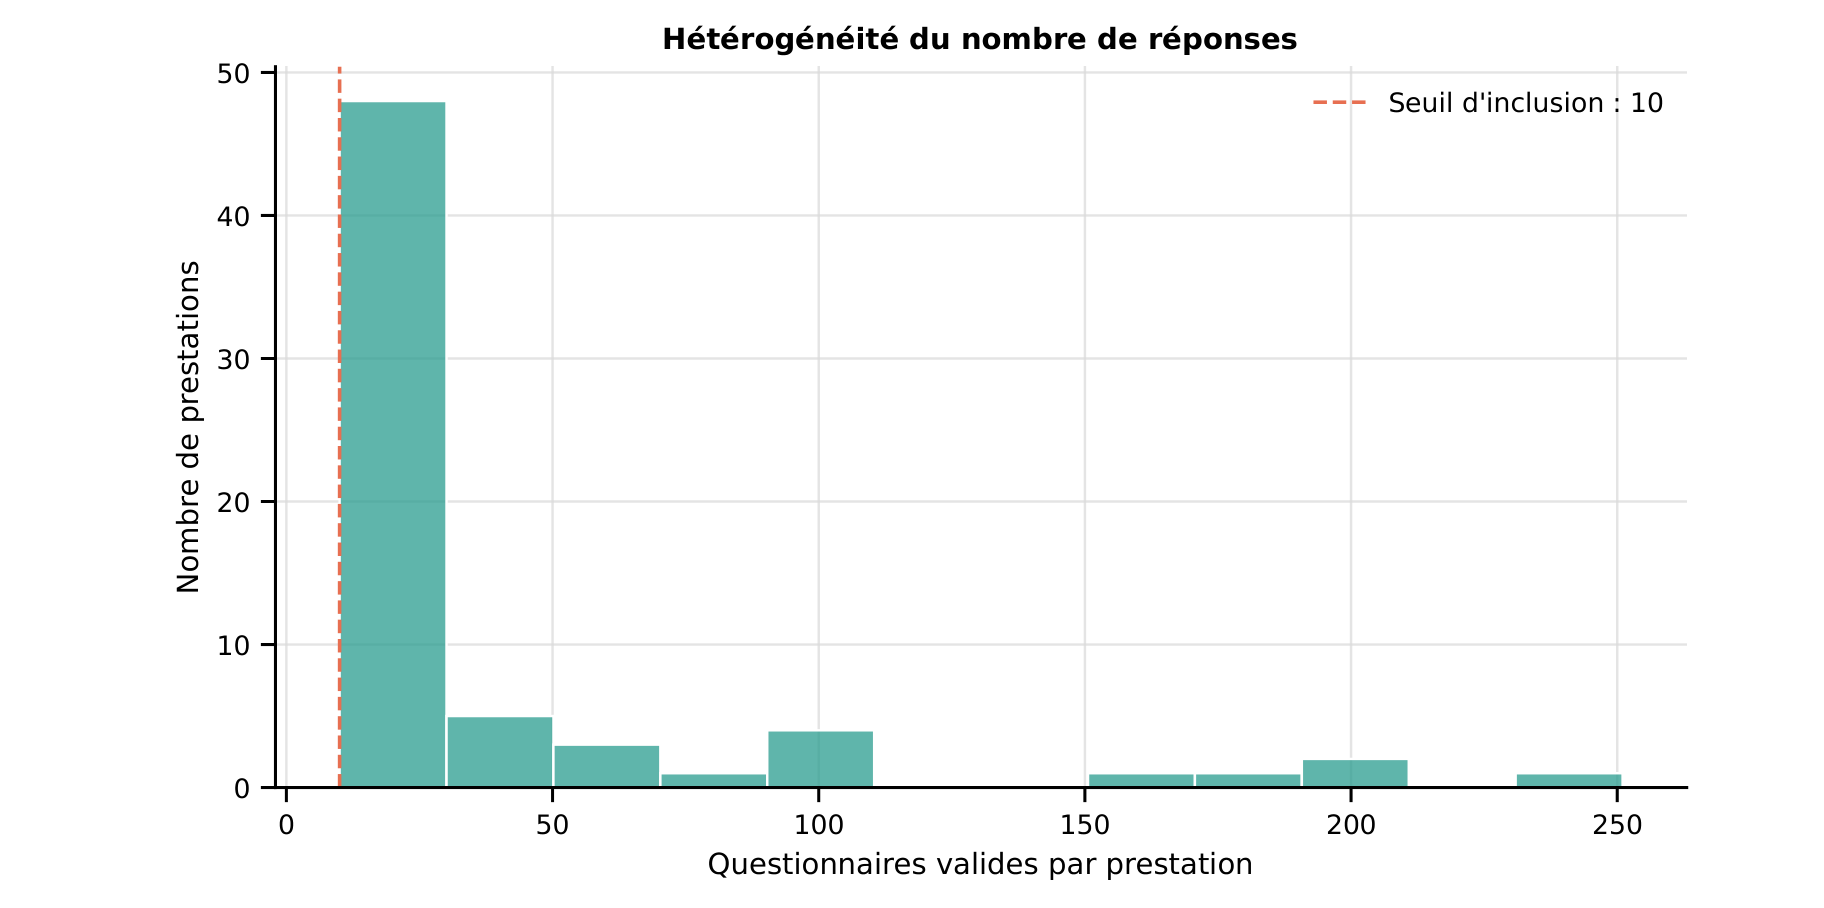 Hétérogénéité du nombre de réponses
Seuil d'inclusion : 10
Nombre de prestations
50
40
30
20
10
0
0 50 100 150 200 250
Questionnaires valides par prestation